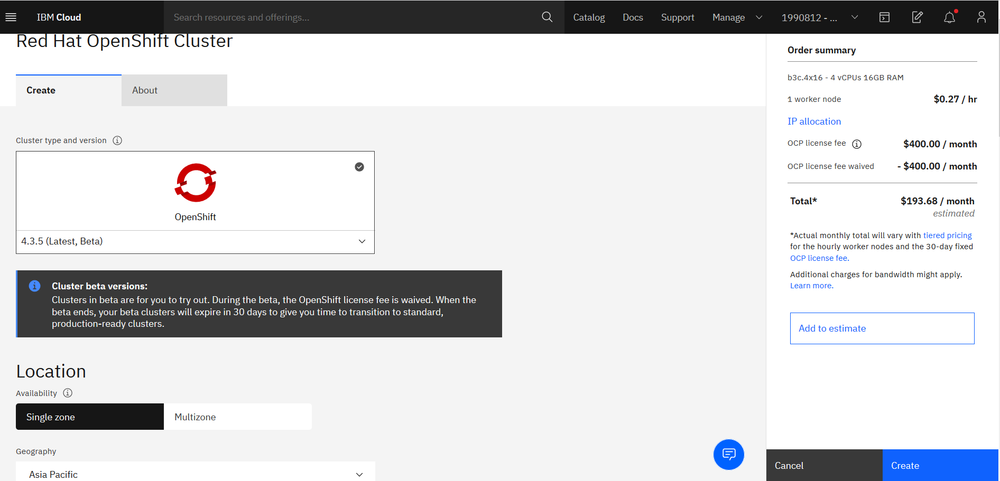 IBM Cloud
Search resources and offerings...
Catalog
Docs
Support
Manage
1990812 - ...
Red Hat OpenShift Cluster
Create
About
Cluster type and version
OpenShift
4.3.5 (Latest, Beta)
Cluster beta versions:
Clusters in beta are for you to try out. During the beta, the OpenShift license fee is waived. When the
beta ends, your beta clusters will expire in 30 days to give you time to transition to standard,
production-ready clusters.
Location
Availability
Single zone
Multizone
Geography
Asia Pacific
Order summary
b3c.4x16 - 4 vCPUs 16GB RAM
1 worker node $0.27 / hr
IP allocation
OCP license fee $400.00 / month
OCP license fee waived - $400.00 / month
Total* $193.68 / month
estimated
*Actual monthly total will vary with tiered pricing
for the hourly worker nodes and the 30-day fixed
OCP license fee.
Additional charges for bandwidth might apply.
Learn more.
Add to estimate
Cancel
Create